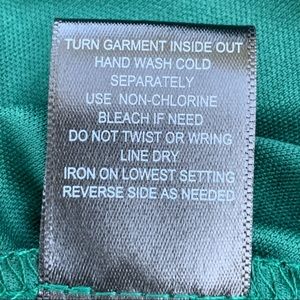 TURN GARMENT INSIDE OUT
HAND WASH COLD
SEPARATELY
USE NON-CHLORINE
BLEACH IF NEED
DO NOT TWIST OR WRING
LINE DRY
IRON ON LOWEST SETTING
REVERSE SIDE AS NEEDED